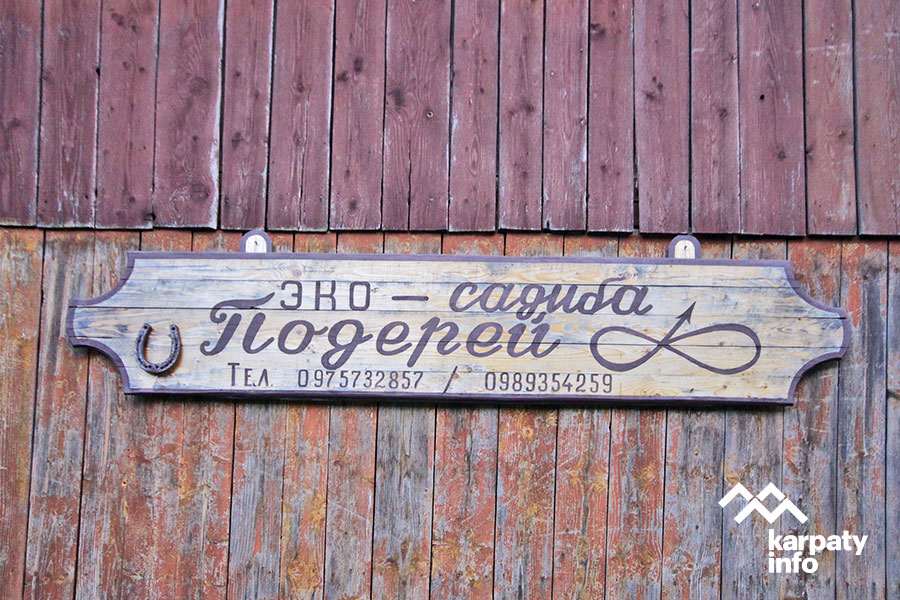 ЭКО - садиба
Подерей
Тел. 0975732857 / 0989354259
karpaty
info